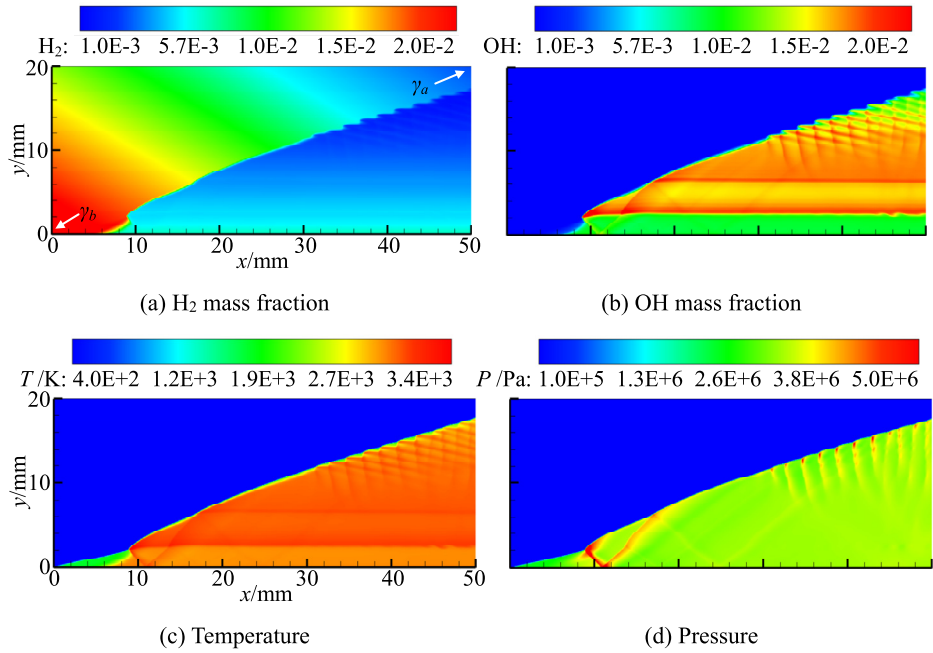 H₂: 1.0E-3 5.7E-3 1.0E-2 1.5E-2 2.0E-2
OH: 1.0E-3 5.7E-3 1.0E-2 1.5E-2 2.0E-2
20
10
0
y/mm
γₐ
γ_b
0 10 20 30 40 50
x/mm
(a) H₂ mass fraction
(b) OH mass fraction
T /K: 4.0E+2 1.2E+3 1.9E+3 2.7E+3 3.4E+3
P /Pa: 1.0E+5 1.3E+6 2.6E+6 3.8E+6 5.0E+6
20
10
0
y/mm
0 10 20 30 40 50
x/mm
(c) Temperature
(d) Pressure